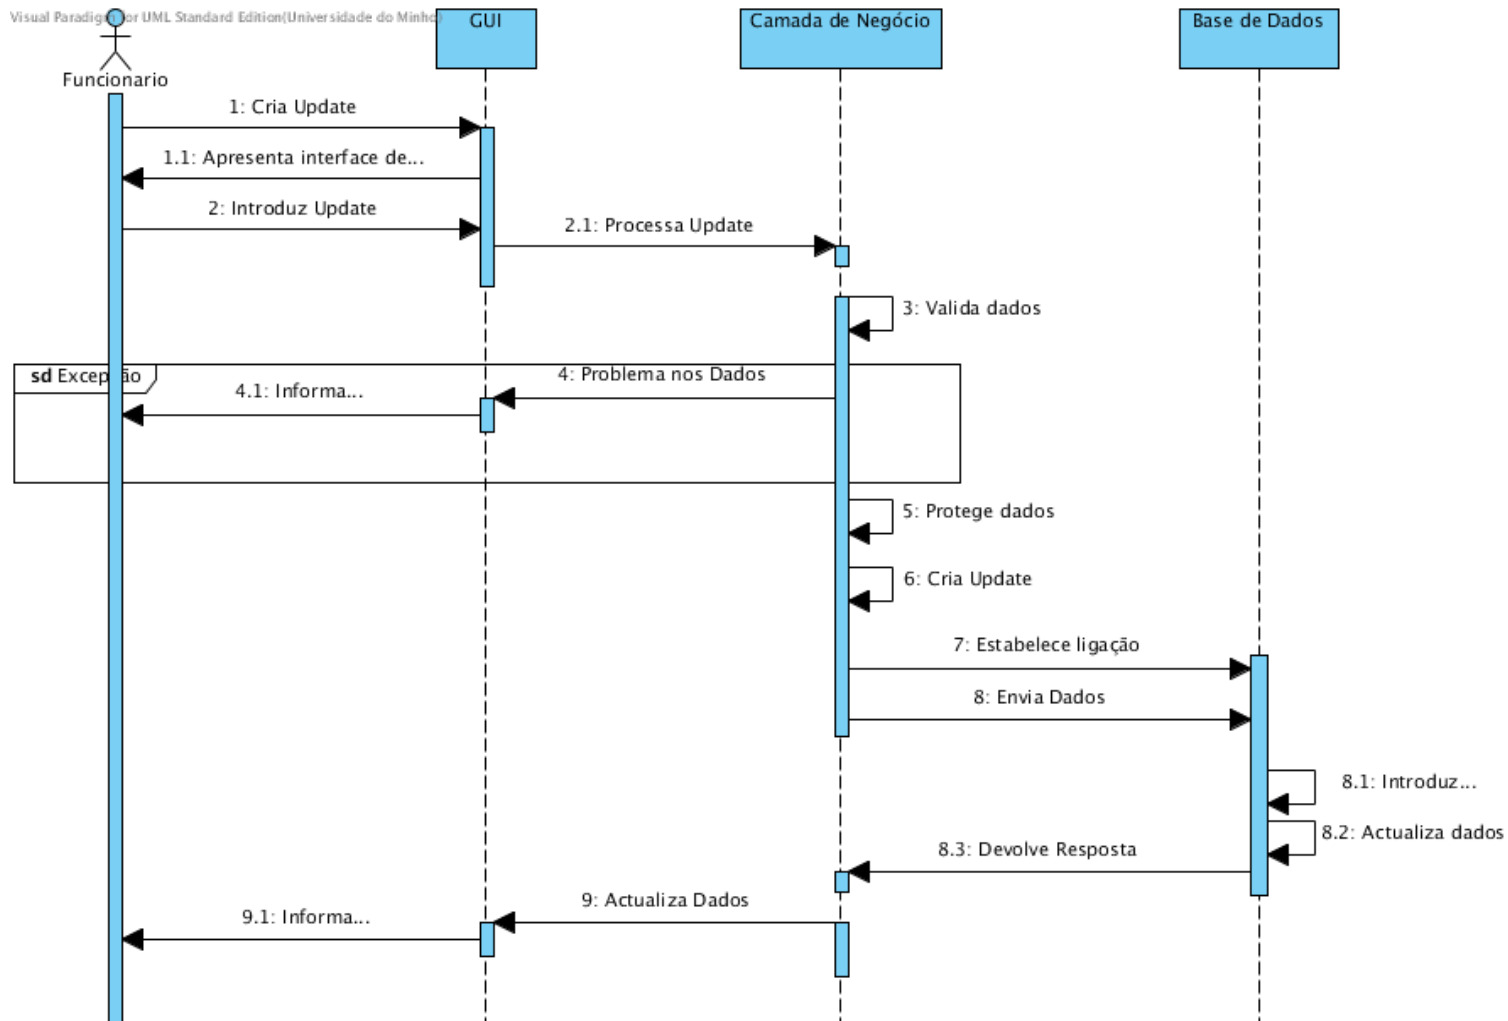 Visual Paradigm for UML Standard Edition(Universidade do Minho)
GUI
Camada de Negócio
Base de Dados
Funcionario
1: Cria Update
1.1: Apresenta interface de...
2: Introduz Update
2.1: Processa Update
3: Valida dados
sd Excepção
4: Problema nos Dados
4.1: Informa...
5: Protege dados
6: Cria Update
7: Estabelece ligação
8: Envia Dados
8.1: Introduz...
8.2: Actualiza dados
8.3: Devolve Resposta
9: Actualiza Dados
9.1: Informa...